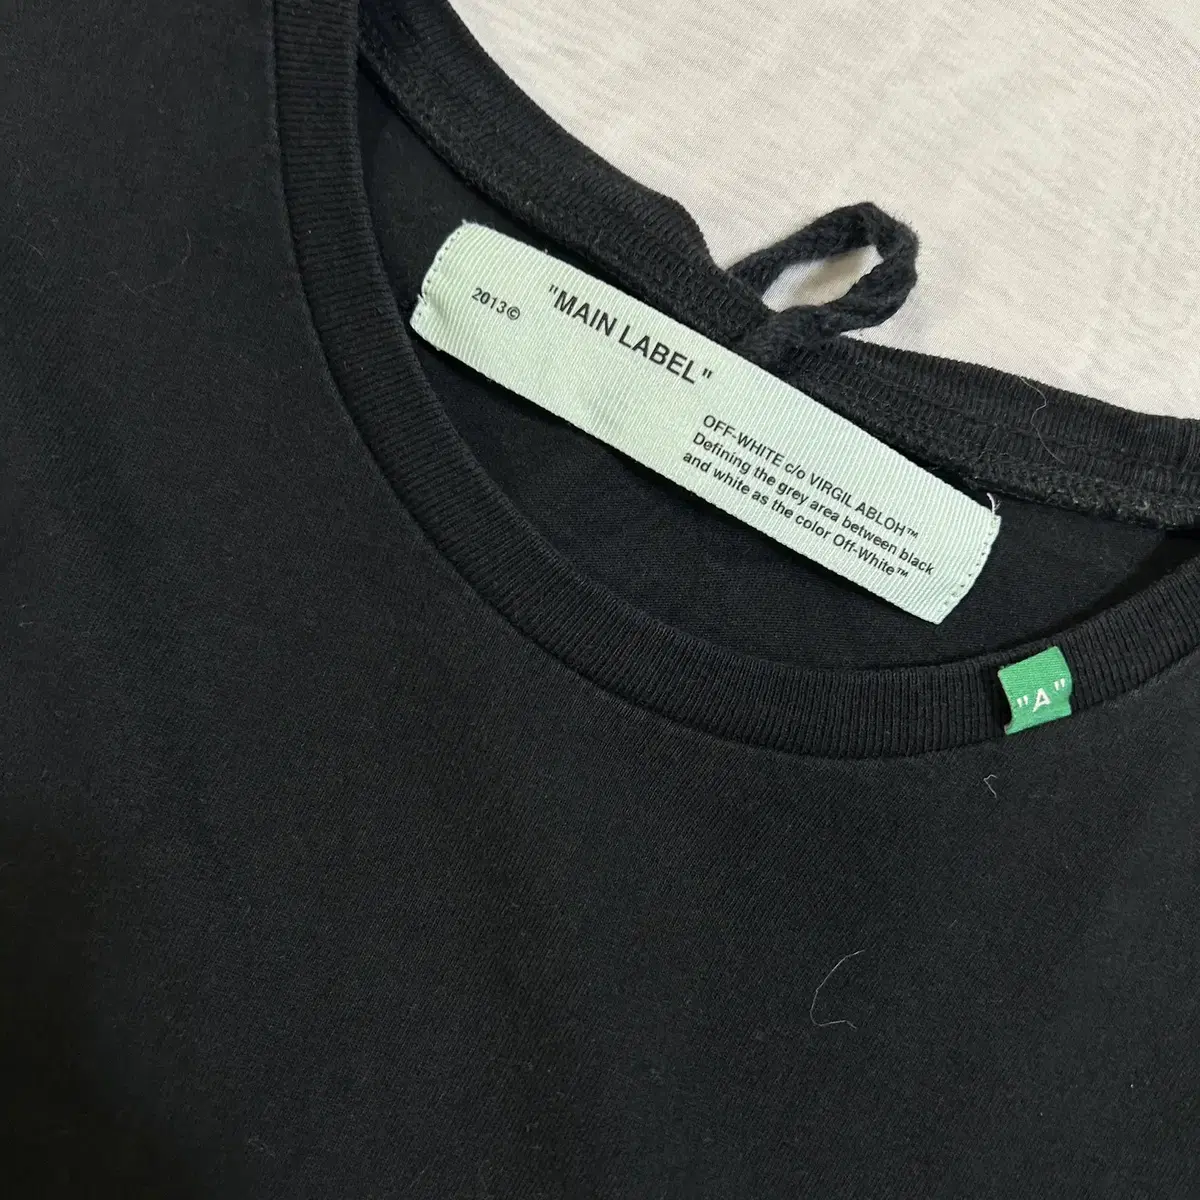 2013©
"MAIN LABEL"
OFF-WHITE c/o VIRGIL ABLOH™
Defining the grey area between black
and white as the color Off-White™
"A"